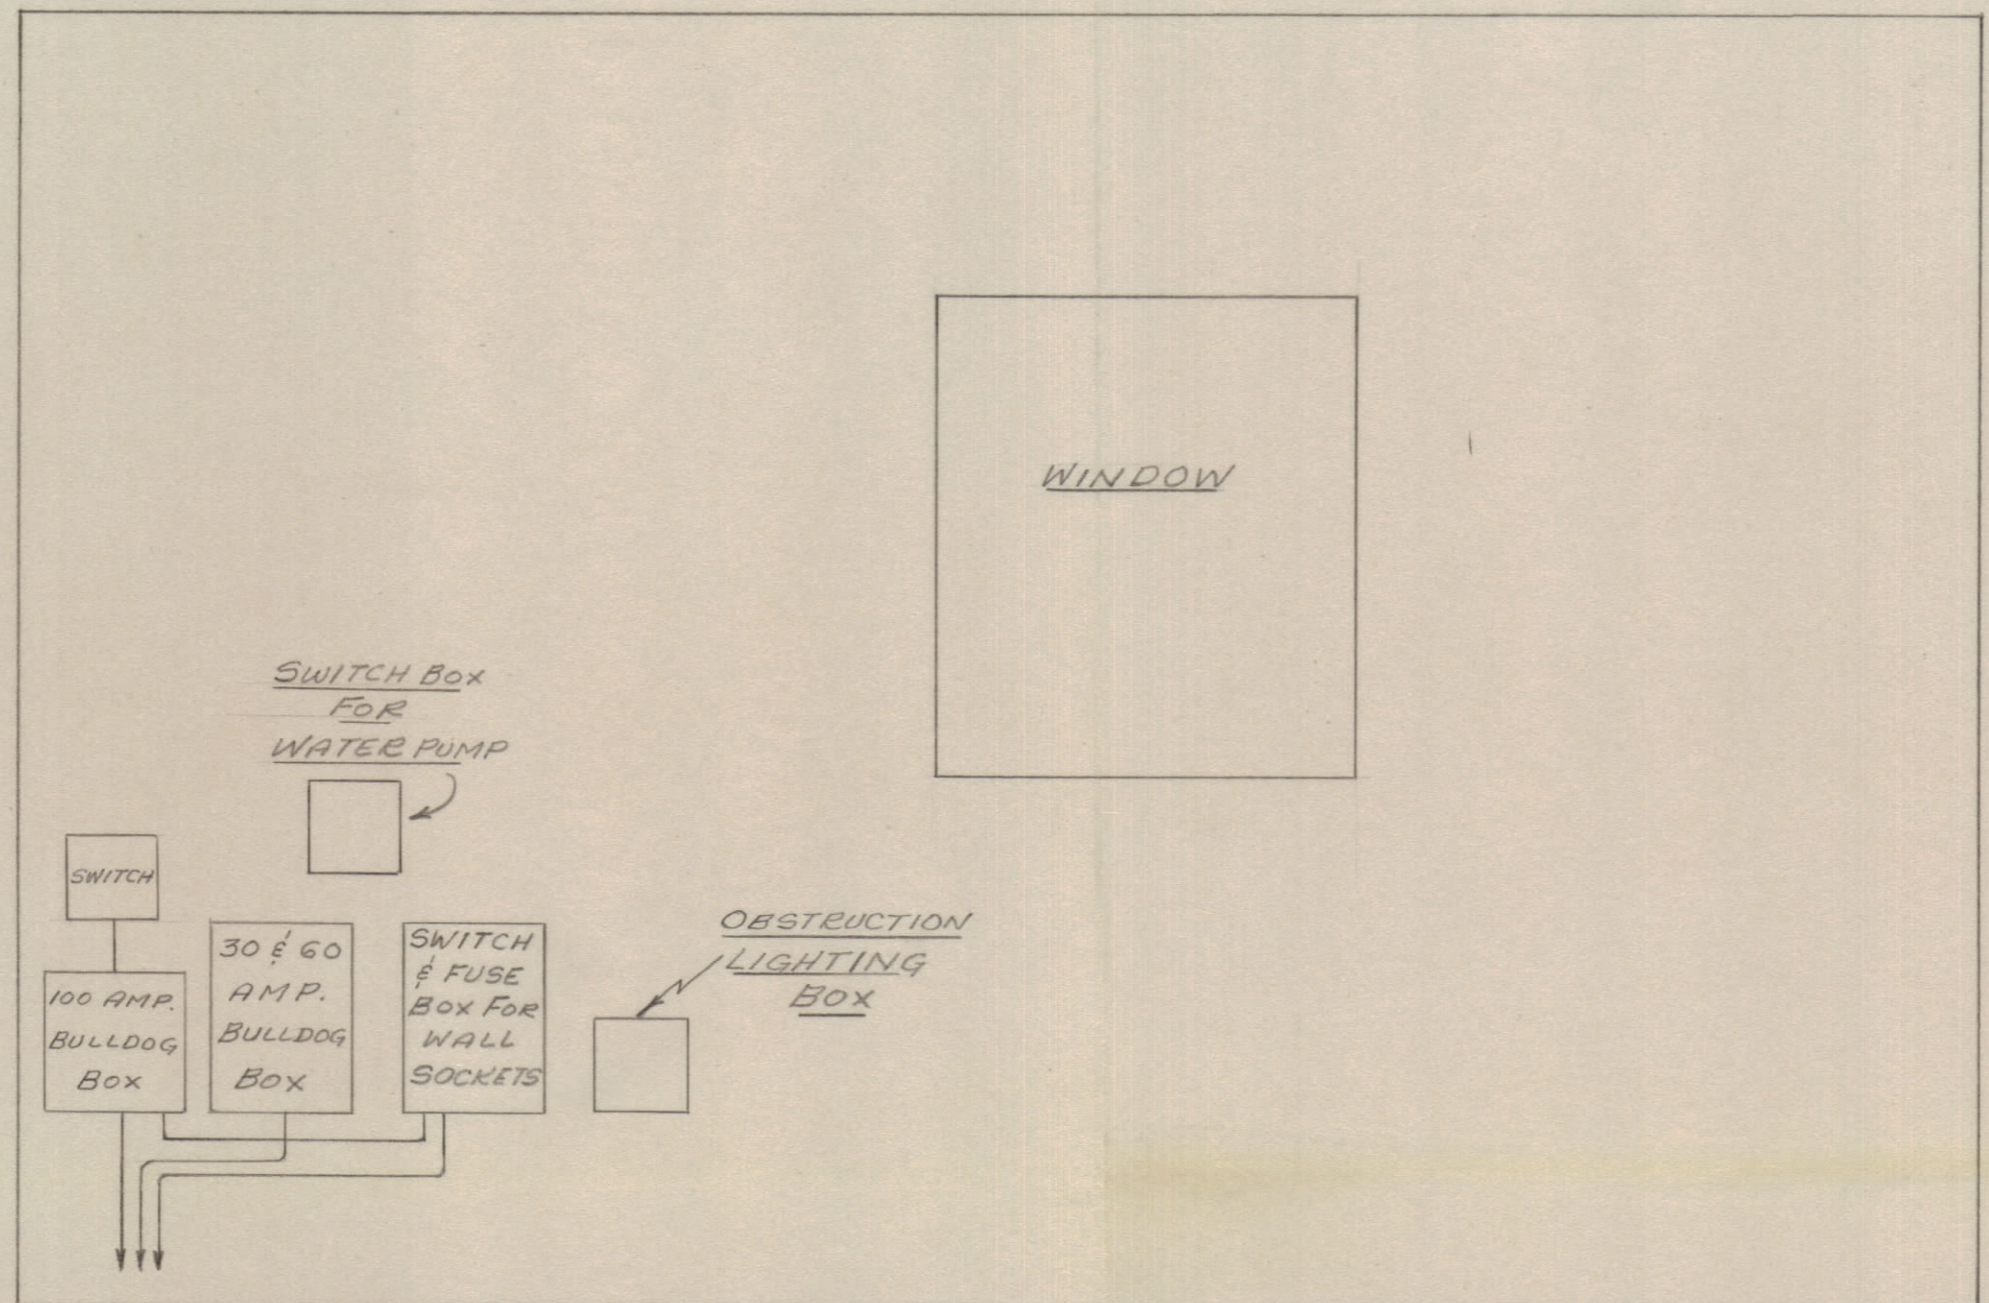 WINDOW
SWITCH BOX
FOR
WATER PUMP
SWITCH
100 AMP.
BULLDOG
BOX
30 & 60
AMP.
BULLDOG
BOX
SWITCH
& FUSE
BOX FOR
WALL
SOCKETS
OBSTRUCTION
LIGHTING
BOX